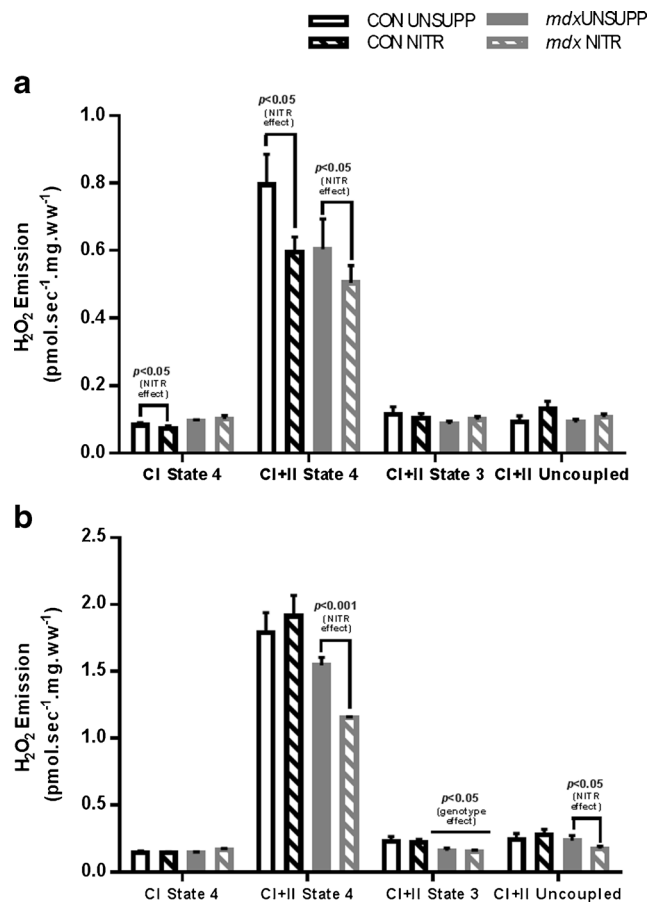 CON UNSUPP
mdxUNSUPP
CON NITR
mdx NITR
a
H₂O₂ Emission
(pmol.sec⁻¹.mg.ww⁻¹)
1.0
0.8
0.6
0.4
0.2
0.0
p<0.05
(NITR
effect)
p<0.05
(NITR
effect)
p<0.05
(NITR
effect)
CI State 4
CI+II State 4
CI+II State 3
CI+II Uncoupled
b
H₂O₂ Emission
(pmol.sec⁻¹.mg.ww⁻¹)
2.5
2.0
1.5
1.0
0.5
0.0
p<0.001
(NITR
effect)
p<0.05
(genotype
effect)
p<0.05
(NITR
effect)
CI State 4
CI+II State 4
CI+II State 3
CI+II Uncoupled